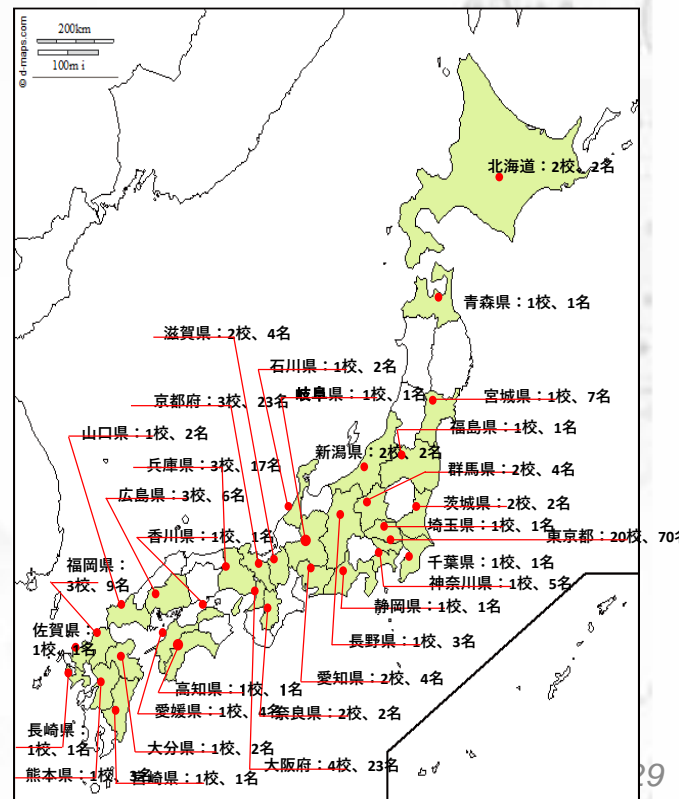 200km
100mi
© d-maps.com
北海道：2校、2名
青森県：1校、1名
滋賀県：2校、4名
石川県：1校、2名
岐阜県：1校、1名
京都府：3校、23名
宮城県：1校、7名
山口県：1校、2名
福島県：1校、1名
新潟県：2校、2名
兵庫県：3校、17名
群馬県：2校、4名
広島県：3校、6名
茨城県：2校、2名
埼玉県：1校、1名
香川県：1校、1名
東京都：20校、70名
福岡県：
3校、9名
千葉県：1校、1名
神奈川県：1校、5名
静岡県：1校、1名
佐賀県：
1校、1名
長野県：1校、3名
愛知県：2校、4名
高知県：1校、1名
愛媛県：1校、4名
奈良県：2校、2名
長崎県：
1校、1名
大分県：1校、2名
大阪府：4校、23名
熊本県：1校、3名
宮崎県：1校、1名
29